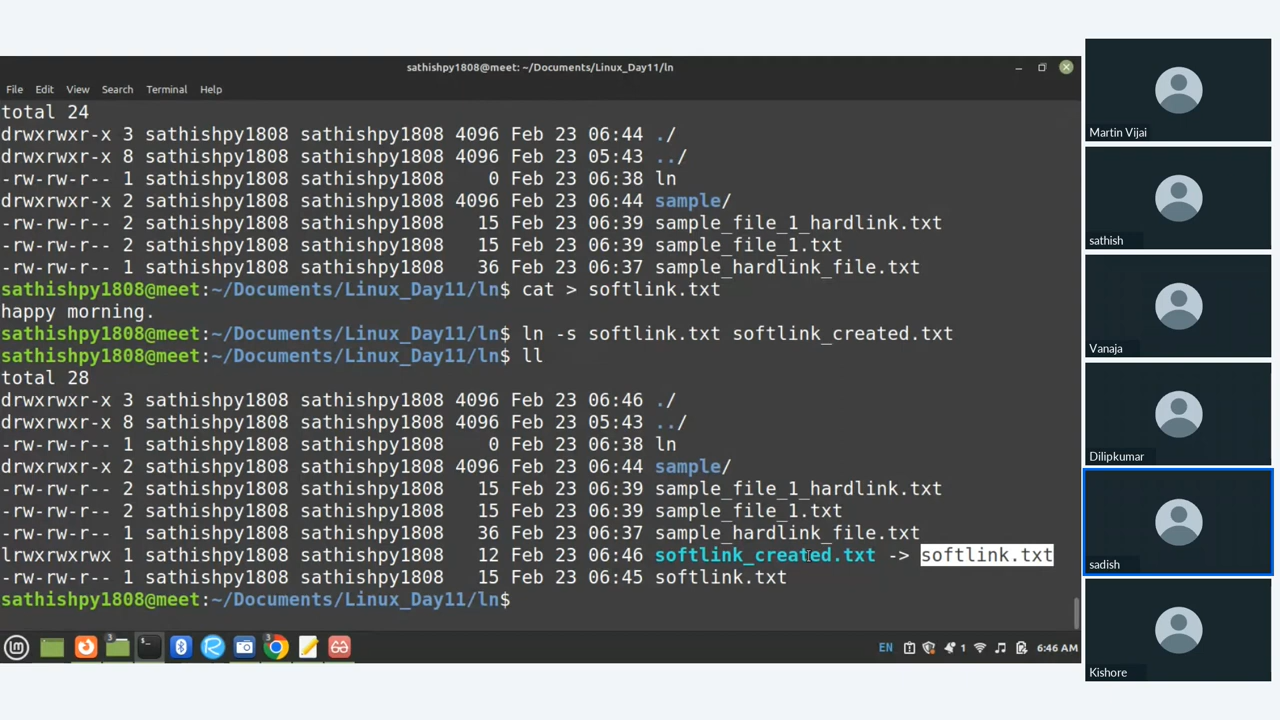 sathishpy1808@meet: ~/Documents/Linux_Day11/ln
File Edit View Search Terminal Help
total 24
drwxrwxr-x 3 sathishpy1808 sathishpy1808 4096 Feb 23 06:44 ./
drwxrwxr-x 8 sathishpy1808 sathishpy1808 4096 Feb 23 05:43 ../
-rw-rw-r-- 1 sathishpy1808 sathishpy1808 0 Feb 23 06:38 ln
drwxrwxr-x 2 sathishpy1808 sathishpy1808 4096 Feb 23 06:44 sample/
-rw-rw-r-- 2 sathishpy1808 sathishpy1808 15 Feb 23 06:39 sample_file_1_hardlink.txt
-rw-rw-r-- 2 sathishpy1808 sathishpy1808 15 Feb 23 06:39 sample_file_1.txt
-rw-rw-r-- 1 sathishpy1808 sathishpy1808 36 Feb 23 06:37 sample_hardlink_file.txt
sathishpy1808@meet:~/Documents/Linux_Day11/ln$ cat > softlink.txt
happy morning.
sathishpy1808@meet:~/Documents/Linux_Day11/ln$ ln -s softlink.txt softlink_created.txt
sathishpy1808@meet:~/Documents/Linux_Day11/ln$ ll
total 28
drwxrwxr-x 3 sathishpy1808 sathishpy1808 4096 Feb 23 06:46 ./
drwxrwxr-x 8 sathishpy1808 sathishpy1808 4096 Feb 23 05:43 ../
-rw-rw-r-- 1 sathishpy1808 sathishpy1808 0 Feb 23 06:38 ln
drwxrwxr-x 2 sathishpy1808 sathishpy1808 4096 Feb 23 06:44 sample/
-rw-rw-r-- 2 sathishpy1808 sathishpy1808 15 Feb 23 06:39 sample_file_1_hardlink.txt
-rw-rw-r-- 2 sathishpy1808 sathishpy1808 15 Feb 23 06:39 sample_file_1.txt
-rw-rw-r-- 1 sathishpy1808 sathishpy1808 36 Feb 23 06:37 sample_hardlink_file.txt
lrwxrwxrwx 1 sathishpy1808 sathishpy1808 12 Feb 23 06:46 softlink_created.txt -> softlink.txt
-rw-rw-r-- 1 sathishpy1808 sathishpy1808 15 Feb 23 06:45 softlink.txt
sathishpy1808@meet:~/Documents/Linux_Day11/ln$
3 3 EN 1 6:46 AM
Martin Vijai
sathish
Vanaja
Dilipkumar
sadish
Kishore